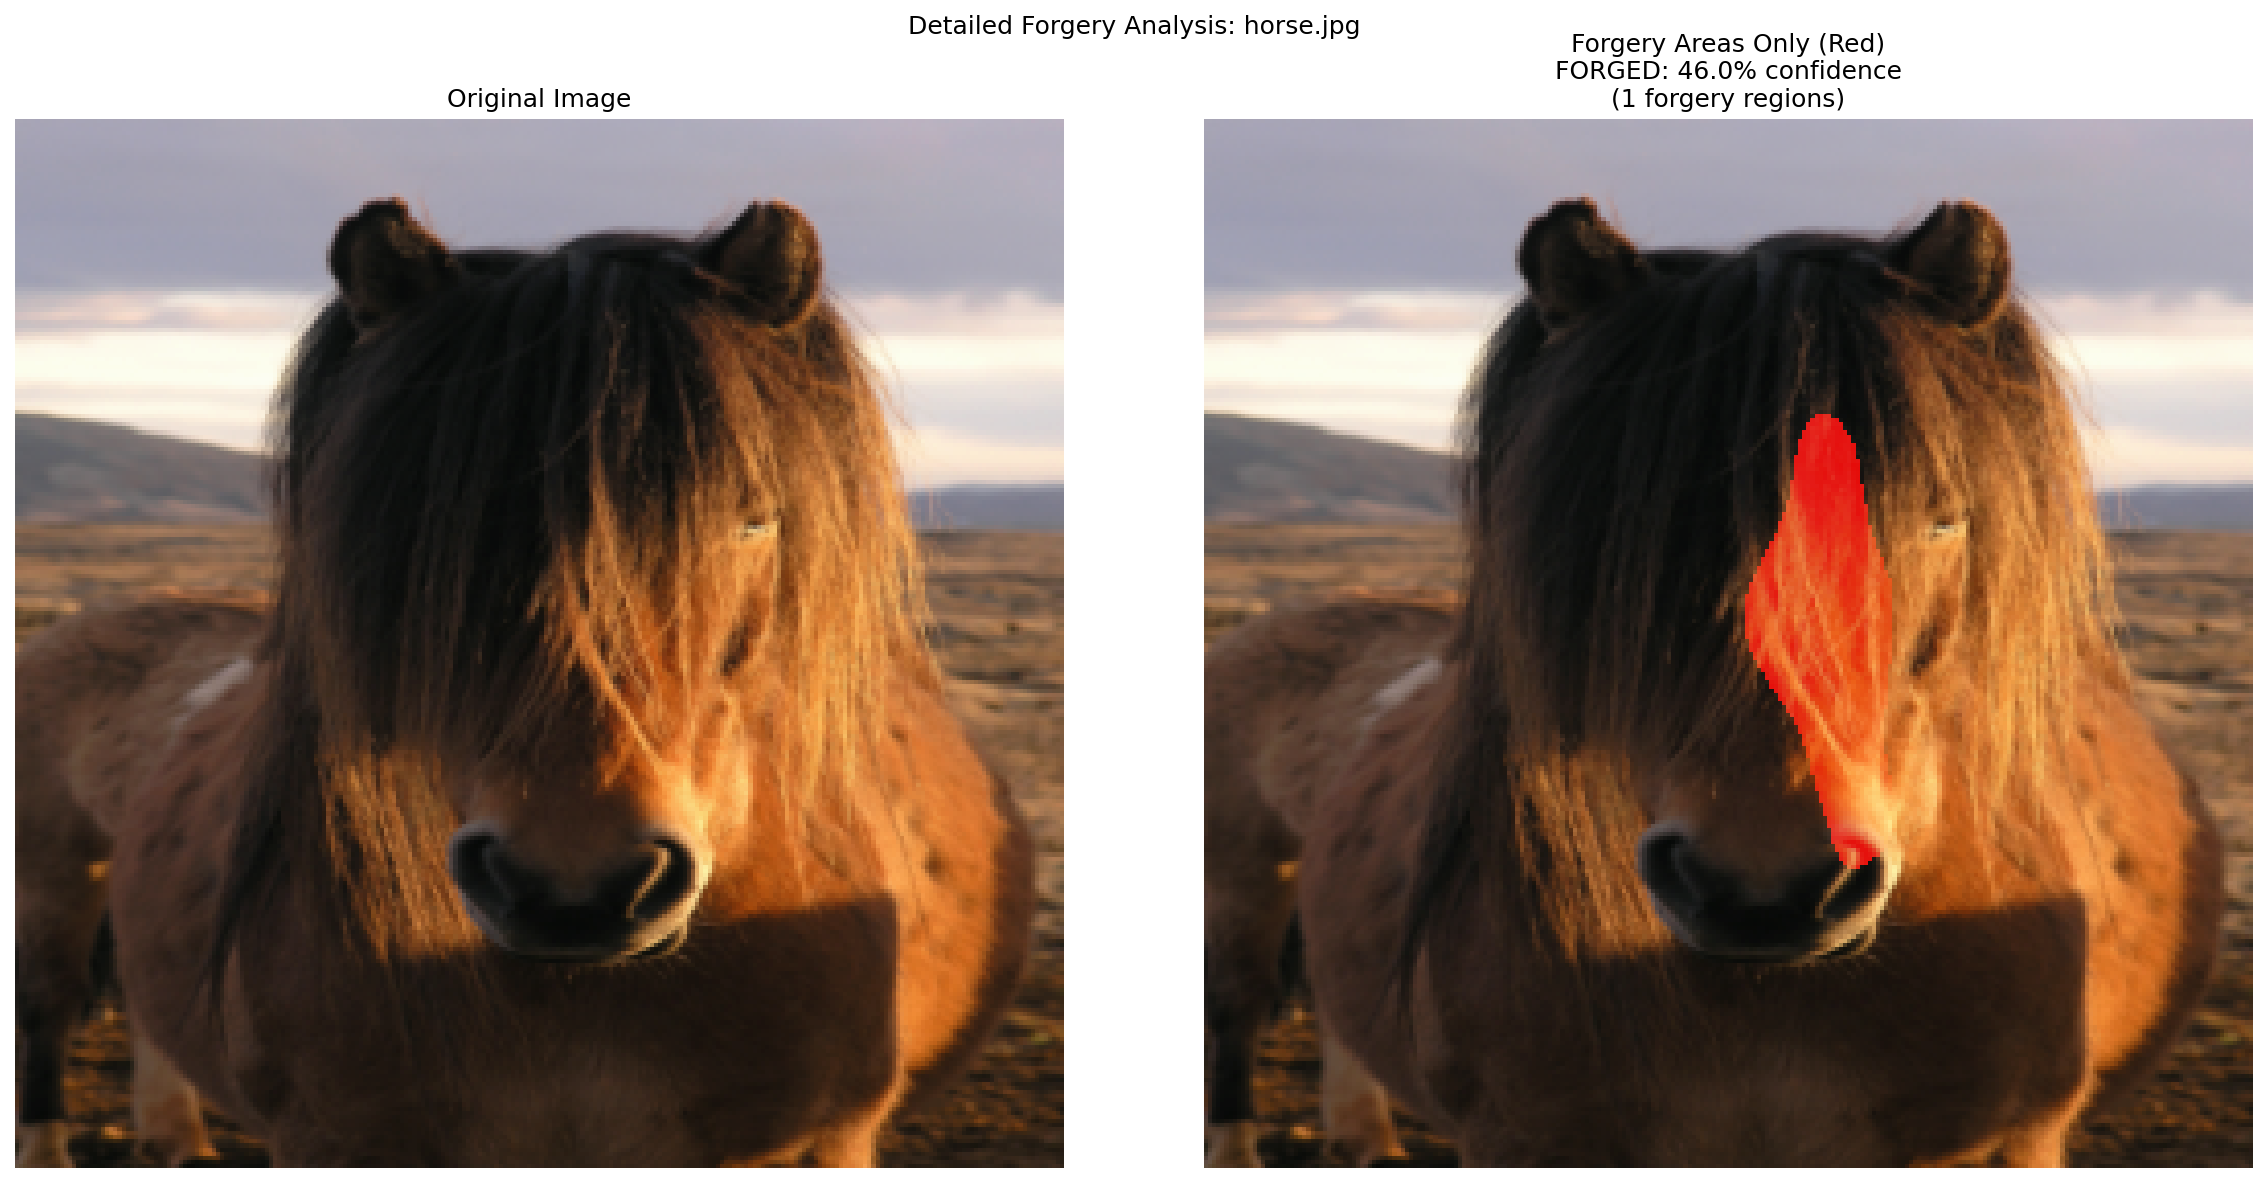 Detailed Forgery Analysis: horse.jpg
Original Image
Forgery Areas Only (Red)
FORGED: 46.0% confidence
(1 forgery regions)